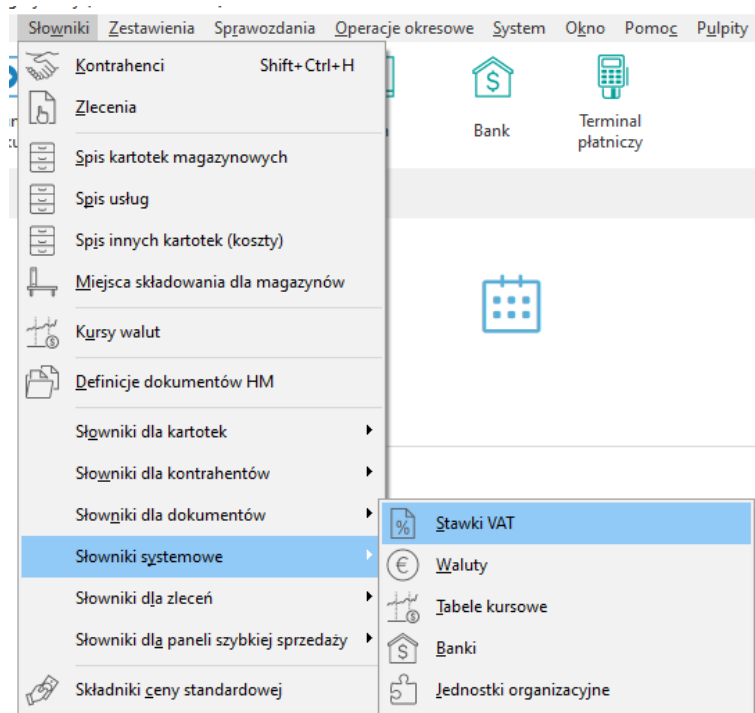 Słowniki Zestawienia Sprawozdania Operacje okresowe System Okno Pomoc Pulpity
Kontrahenci Shift+Ctrl+H
Zlecenia
Bank
Terminal
płatniczy
Spis kartotek magazynowych
Spis usług
Spis innych kartotek (koszty)
Miejsca składowania dla magazynów
Kursy walut
Definicje dokumentów HM
Słowniki dla kartotek
Słowniki dla kontrahentów
Słowniki dla dokumentów
Słowniki systemowe
Słowniki dla zleceń
Słowniki dla paneli szybkiej sprzedaży
Składniki ceny standardowej
Stawki VAT
Waluty
Tabele kursowe
Banki
Jednostki organizacyjne